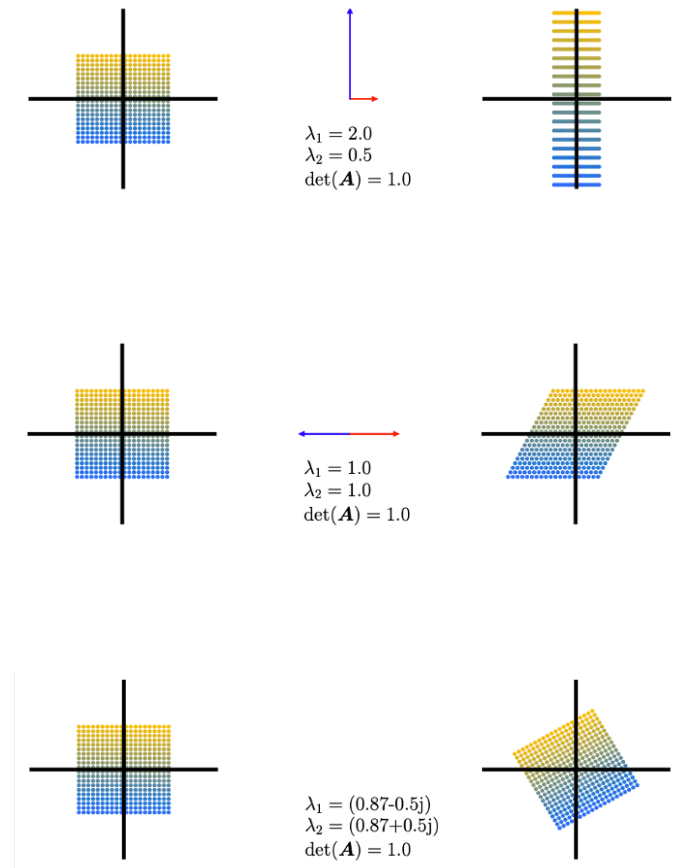 λ₁ = 2.0
λ₂ = 0.5
det(A) = 1.0
λ₁ = 1.0
λ₂ = 1.0
det(A) = 1.0
λ₁ = (0.87-0.5j)
λ₂ = (0.87+0.5j)
det(A) = 1.0